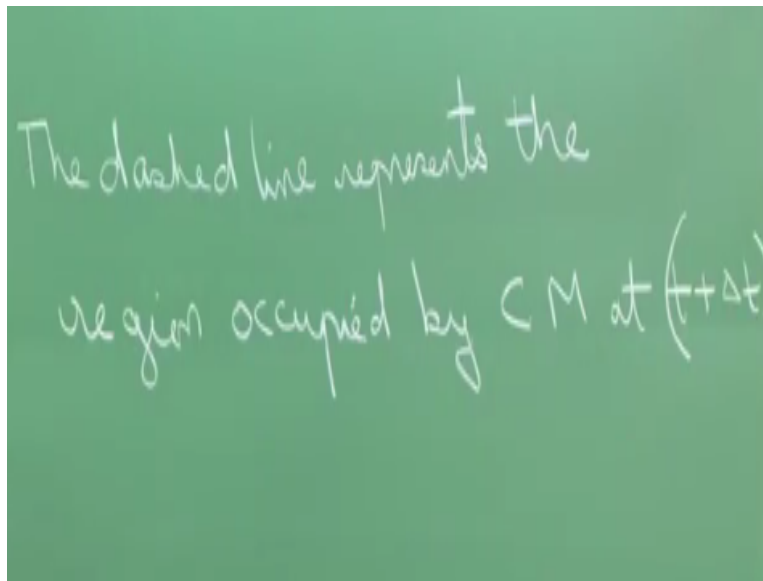 The dashed line represents the
region occupied by CM at (t+Δt)